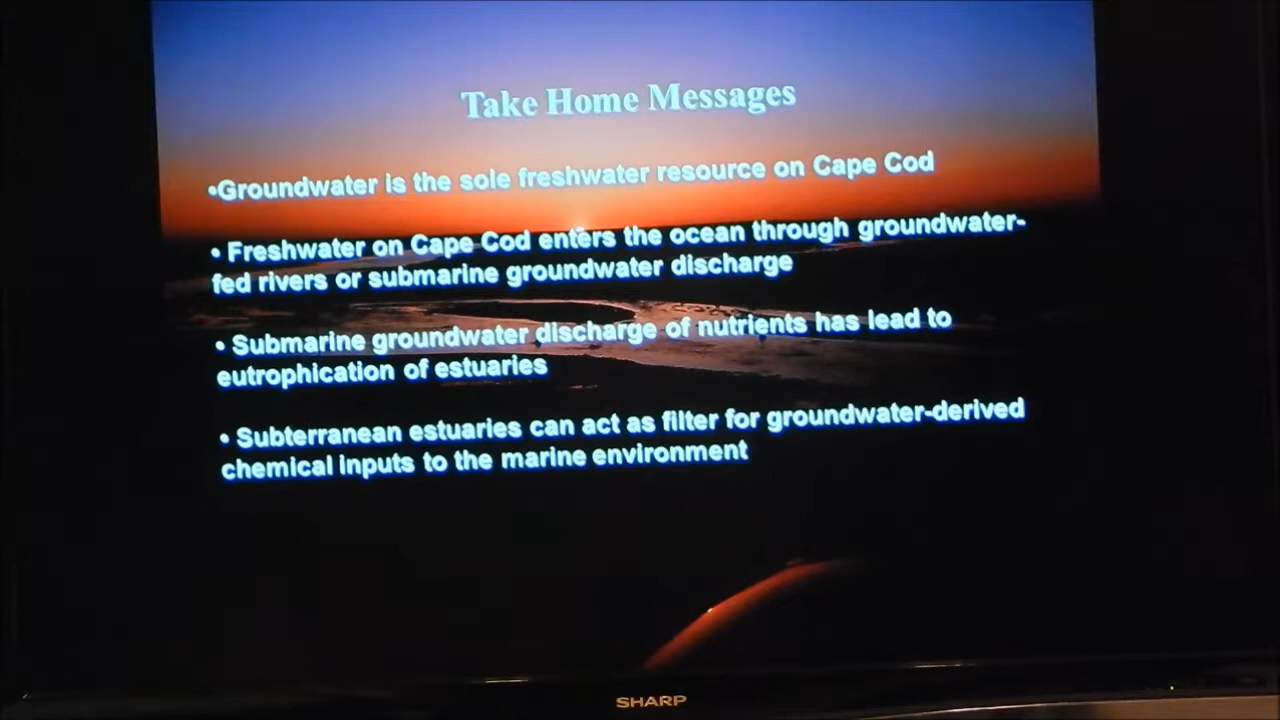 Take Home Messages
•Groundwater is the sole freshwater resource on Cape Cod
• Freshwater on Cape Cod enters the ocean through groundwater-
fed rivers or submarine groundwater discharge
• Submarine groundwater discharge of nutrients has lead to
eutrophication of estuaries
• Subterranean estuaries can act as filter for groundwater-derived
chemical inputs to the marine environment
SHARP